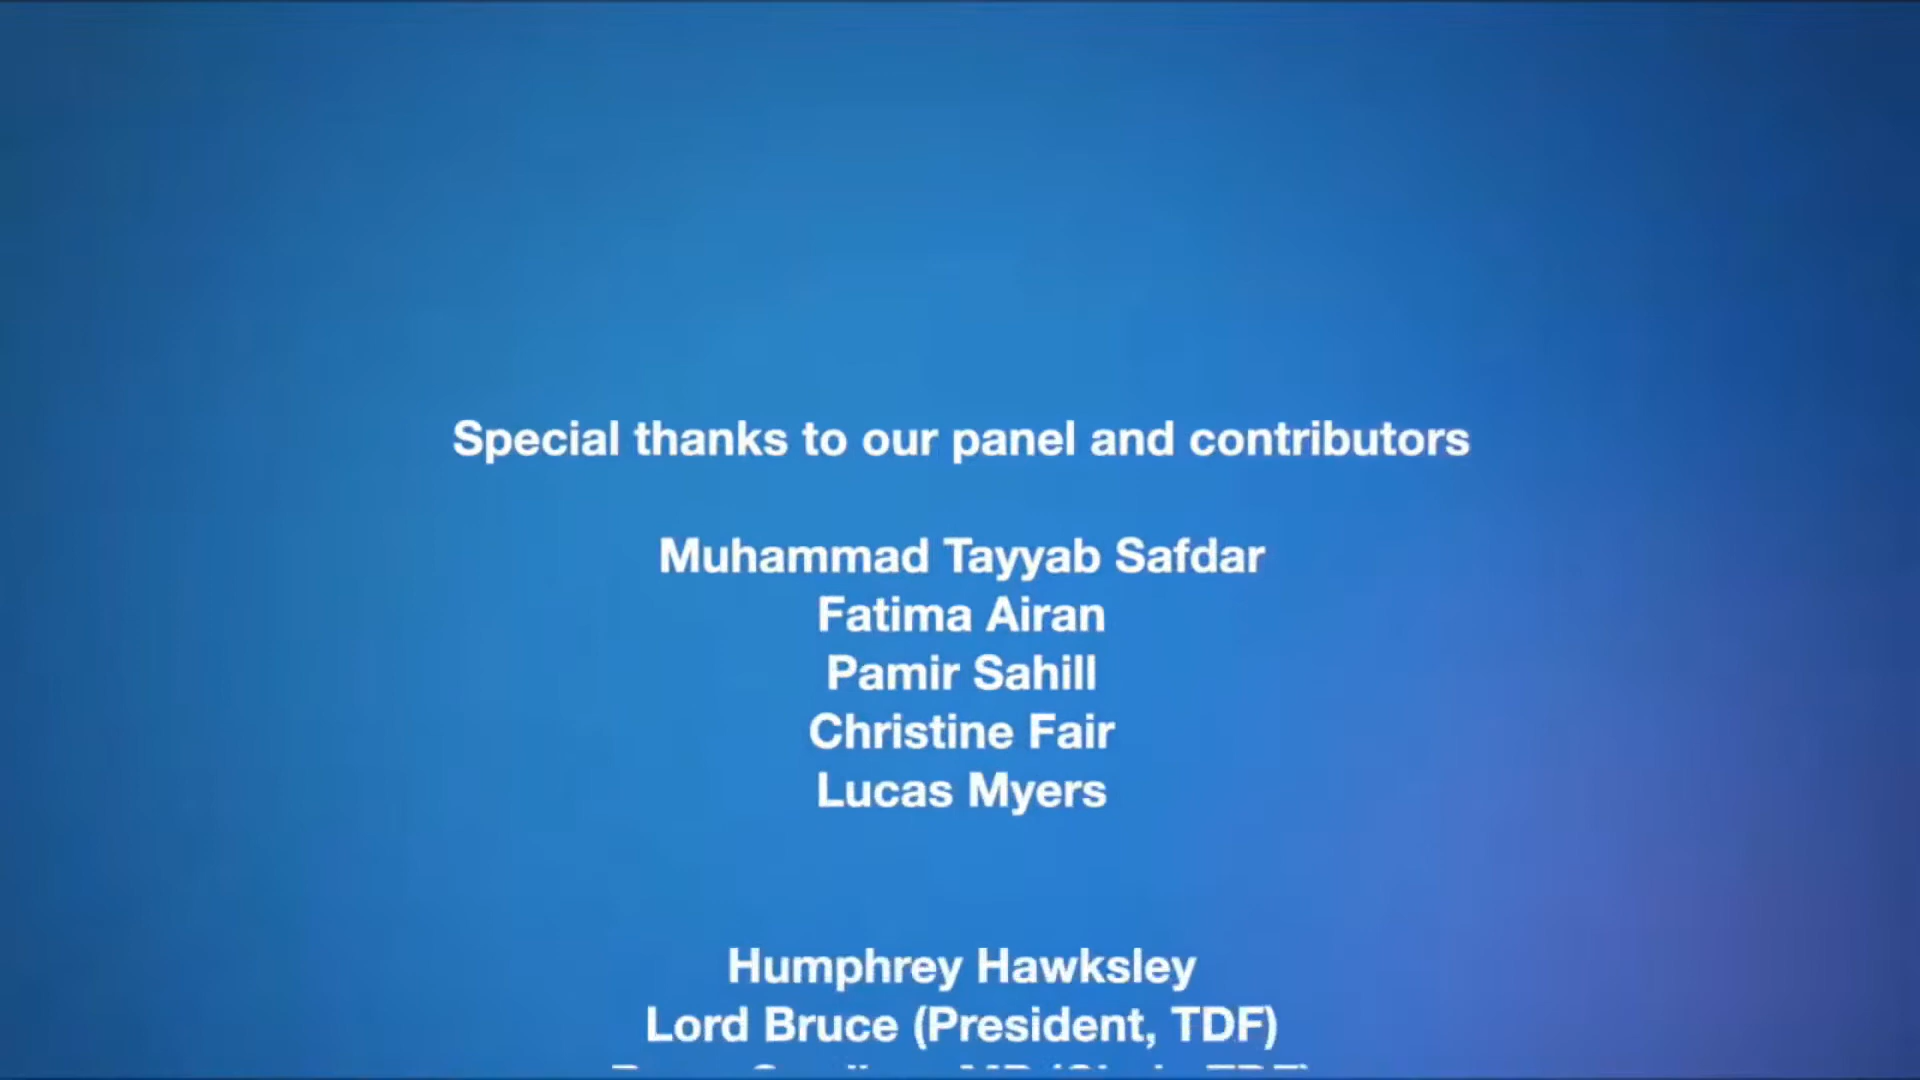 Special thanks to our panel and contributors
Muhammad Tayyab Safdar
Fatima Airan
Pamir Sahill
Christine Fair
Lucas Myers
Humphrey Hawksley
Lord Bruce (President, TDF)